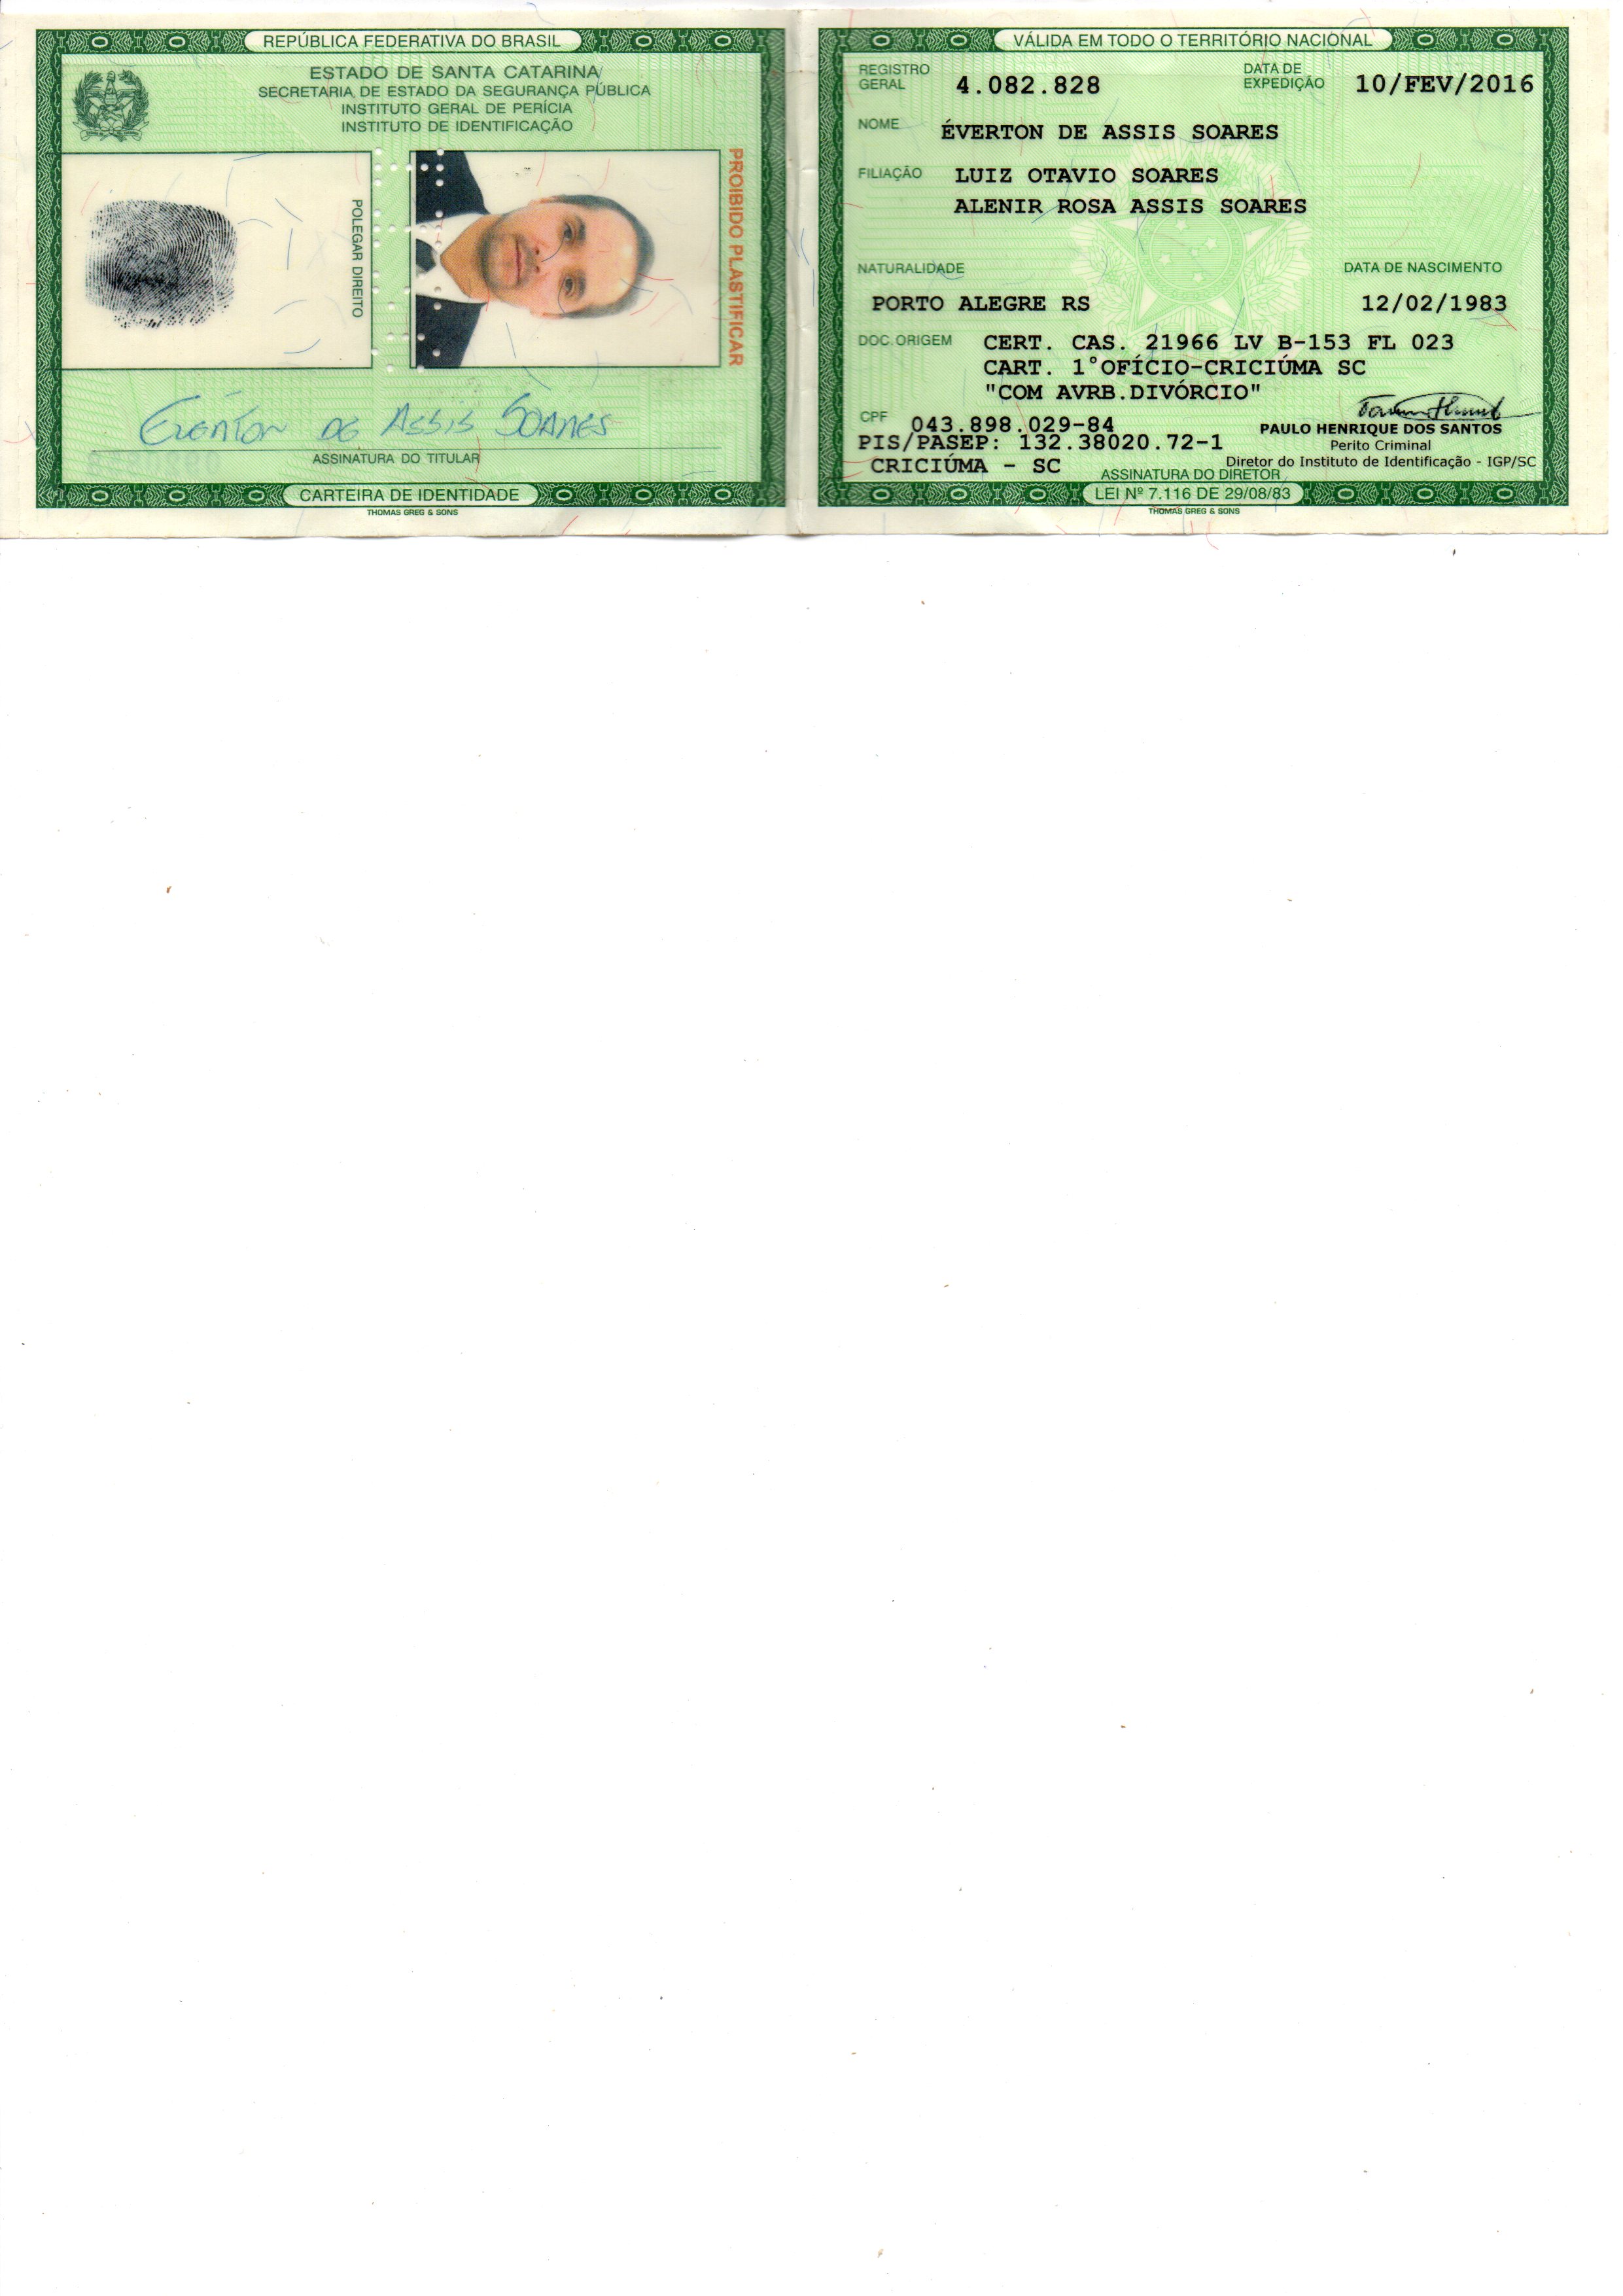 REPÚBLICA FEDERATIVA DO BRASIL
ESTADO DE SANTA CATARINA
SECRETARIA DE ESTADO DA SEGURANÇA PÚBLICA
INSTITUTO GERAL DE PERÍCIA
INSTITUTO DE IDENTIFICAÇÃO
POLEGAR DIREITO
PROIBIDO PLASTIFICAR
Everton de Assis Soares
ASSINATURA DO TITULAR
CARTEIRA DE IDENTIDADE
THOMAS GREG & SONS
VÁLIDA EM TODO O TERRITÓRIO NACIONAL
REGISTRO GERAL 4.082.828 DATA DE EXPEDIÇÃO 10/FEV/2016
NOME ÉVERTON DE ASSIS SOARES
FILIAÇÃO LUIZ OTAVIO SOARES
ALENIR ROSA ASSIS SOARES
NATURALIDADE DATA DE NASCIMENTO
PORTO ALEGRE RS 12/02/1983
DOC. ORIGEM CERT. CAS. 21966 LV B-153 FL 023
CART. 1°OFÍCIO-CRICIÚMA SC
"COM AVRB.DIVÓRCIO"
CPF 043.898.029-84
PAULO HENRIQUE DOS SANTOS
PIS/PASEP: 132.38020.72-1 Perito Criminal
CRICIÚMA - SC Diretor do Instituto de Identificação - IGP/SC
ASSINATURA DO DIRETOR
LEI Nº 7.116 DE 29/08/83
THOMAS GREG & SONS